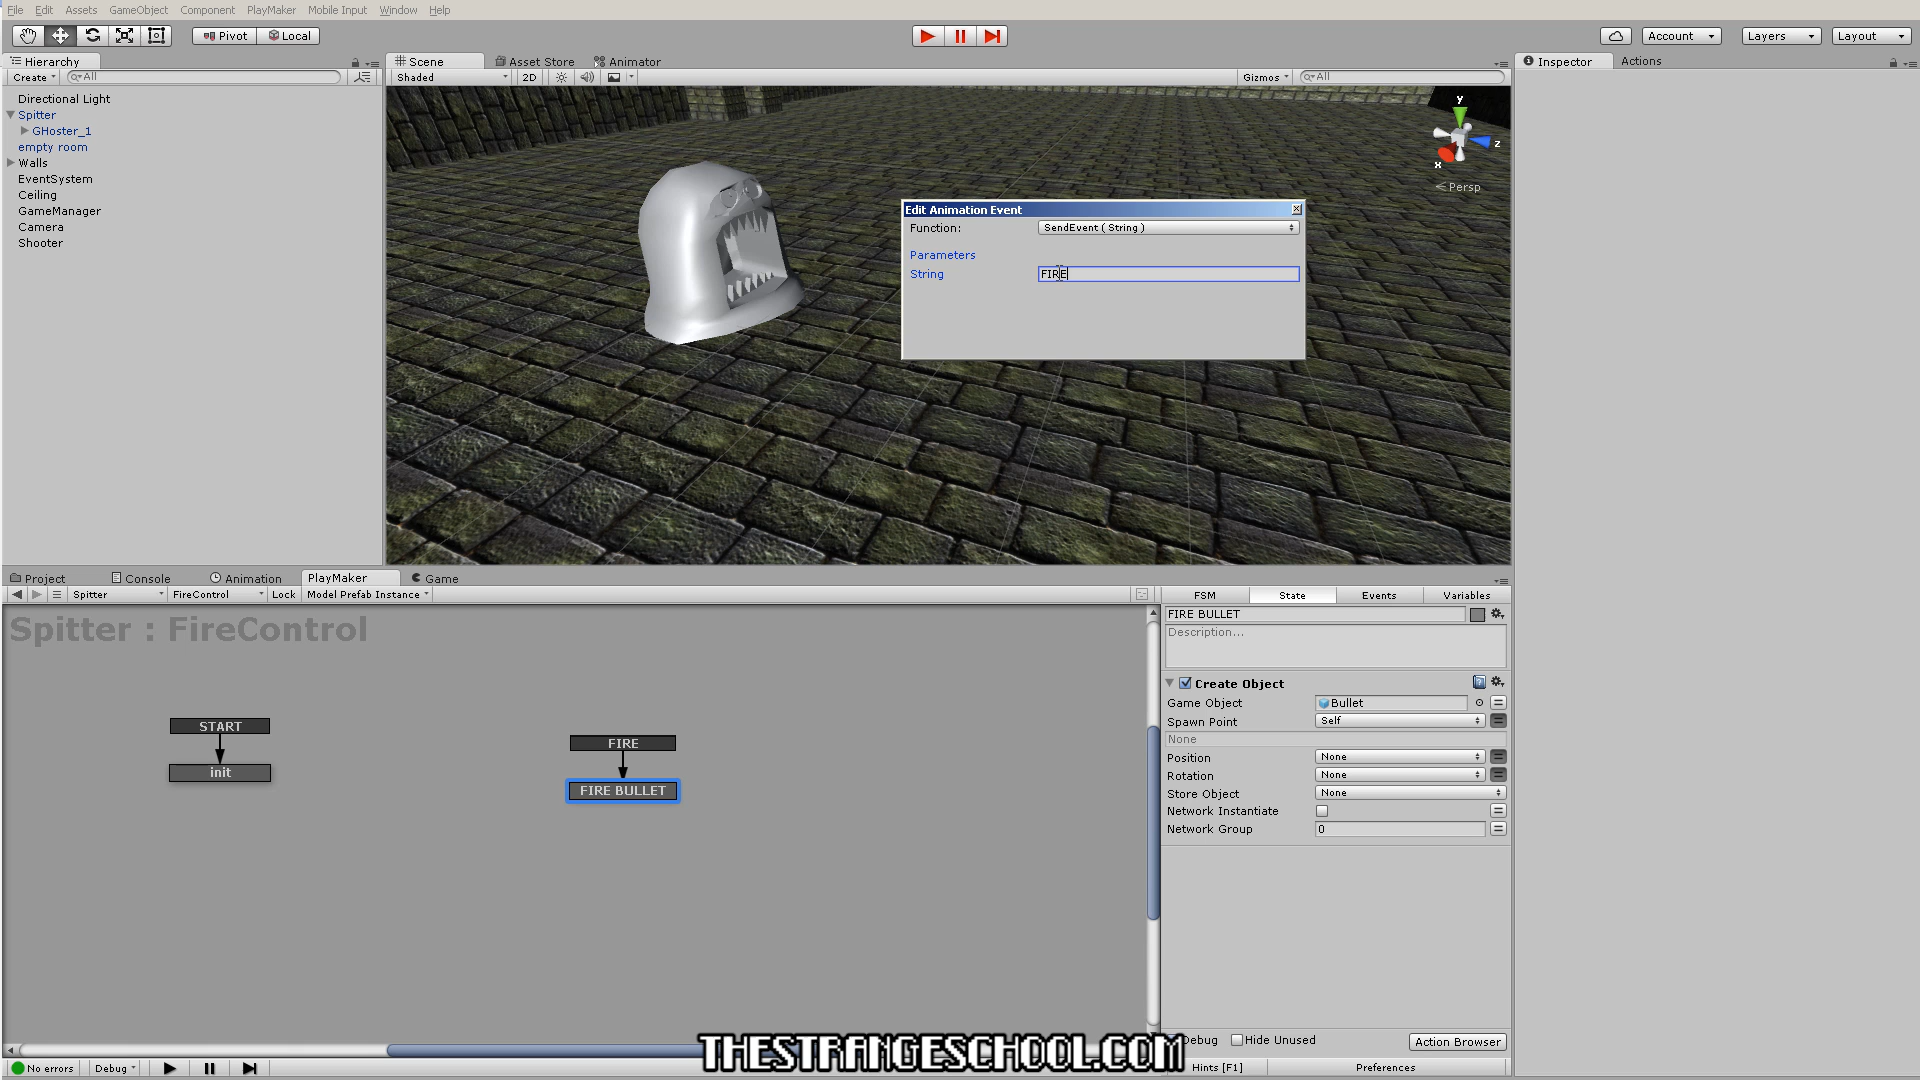 File Edit Assets GameObject Component PlayMaker Mobile Input Window Help
Pivot Local Account Layers Layout
Hierarchy Scene Asset Store Animator Inspector Actions
Create All Shaded 2D Gizmos All
Directional Light
Spitter
GHoster_1
empty room
Walls
EventSystem
Ceiling
GameManager
Camera
Shooter
y
z
x
Persp
Edit Animation Event
Function: SendEvent ( String )
Parameters
String FIRE
Project Console Animation PlayMaker Game
Spitter FireControl Lock Model Prefab Instance
Spitter : FireControl
START
init
FIRE
FIRE BULLET
FSM State Events Variables
FIRE BULLET
Description...
Create Object
Game Object Bullet
Spawn Point Self
None
Position None
Rotation None
Store Object None
Network Instantiate
Network Group 0
Debug Hide Unused Action Browser
THESTRANGESCHOOL.COM
No errors Debug Hints [F1] Preferences